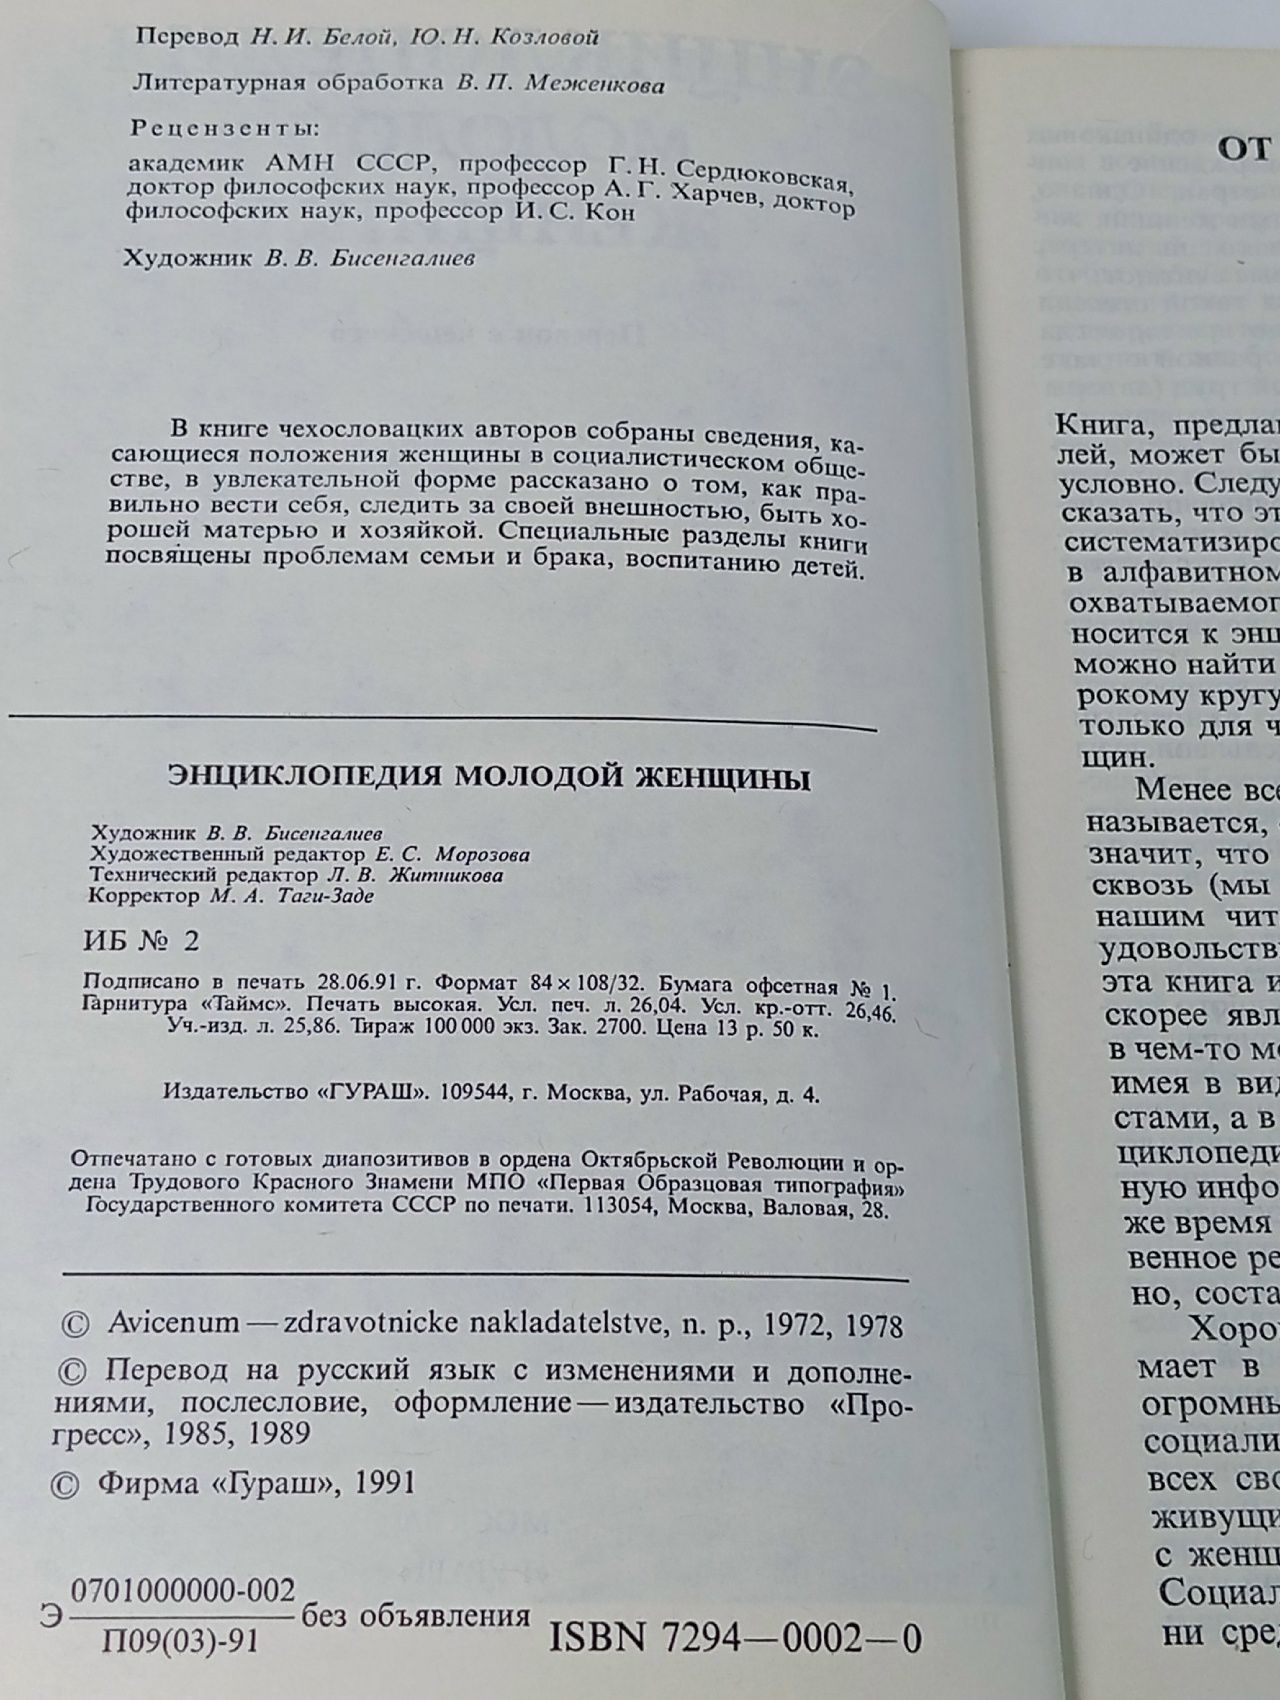 Перевод Н. И. Белой, Ю. Н. Козловой
Литературная обработка В. П. Меженкова
Рецензенты:
академик АМН СССР, профессор Г. Н. Сердюковская,
доктор философских наук, профессор А. Г. Харчев, доктор
философских наук, профессор И. С. Кон
Художник В. В. Бисенгалиев
В книге чехословацких авторов собраны сведения, ка-
сающиеся положения женщины в социалистическом обще-
стве, в увлекательной форме рассказано о том, как пра-
вильно вести себя, следить за своей внешностью, быть хо-
рошей матерью и хозяйкой. Специальные разделы книги
посвящены проблемам семьи и брака, воспитанию детей.
ЭНЦИКЛОПЕДИЯ МОЛОДОЙ ЖЕНЩИНЫ
Художник В. В. Бисенгалиев
Художественный редактор Е. С. Морозова
Технический редактор Л. В. Житникова
Корректор М. А. Таги-Заде
ИБ № 2
Подписано в печать 28.06.91 г. Формат 84 × 108/32. Бумага офсетная № 1.
Гарнитура «Таймс». Печать высокая. Усл. печ. л. 26,04. Усл. кр.-отт. 26,46.
Уч.-изд. л. 25,86. Тираж 100 000 экз. Зак. 2700. Цена 13 р. 50 к.
Издательство «ГУРАШ». 109544, г. Москва, ул. Рабочая, д. 4.
Отпечатано с готовых диапозитивов в ордена Октябрьской Революции и ор-
дена Трудового Красного Знамени МПО «Первая Образцовая типография»
Государственного комитета СССР по печати. 113054, Москва, Валовая, 28.
© Avicenum — zdravotnicke nakladatelstve, n. p., 1972, 1978
© Перевод на русский язык с изменениями и дополне-
ниями, послесловие, оформление — издательство «Про-
гресс», 1985, 1989
© Фирма «Гураш», 1991
Э 0701000000-002 без объявления
П09(03)-91
ISBN 7294—0002—0
ОТ
Книга, предла
лей, может бы
условно. Следу
сказать, что эт
систематизиро
в алфавитном
охватываемог
носится к энц
можно найти
рокому кругу
только для ч
щин.
Менее все
называется,
значит, что
сквозь (мы
нашим чит
удовольстви
эта книга и
скорее явл
в чем-то мо
имея в вид
стами, а в
циклопеди
ную инфо
же время
венное ре
но, соста
Хоро
мает в
огромны
социали
всех сво
живущи
с женщ
Социал
ни сред